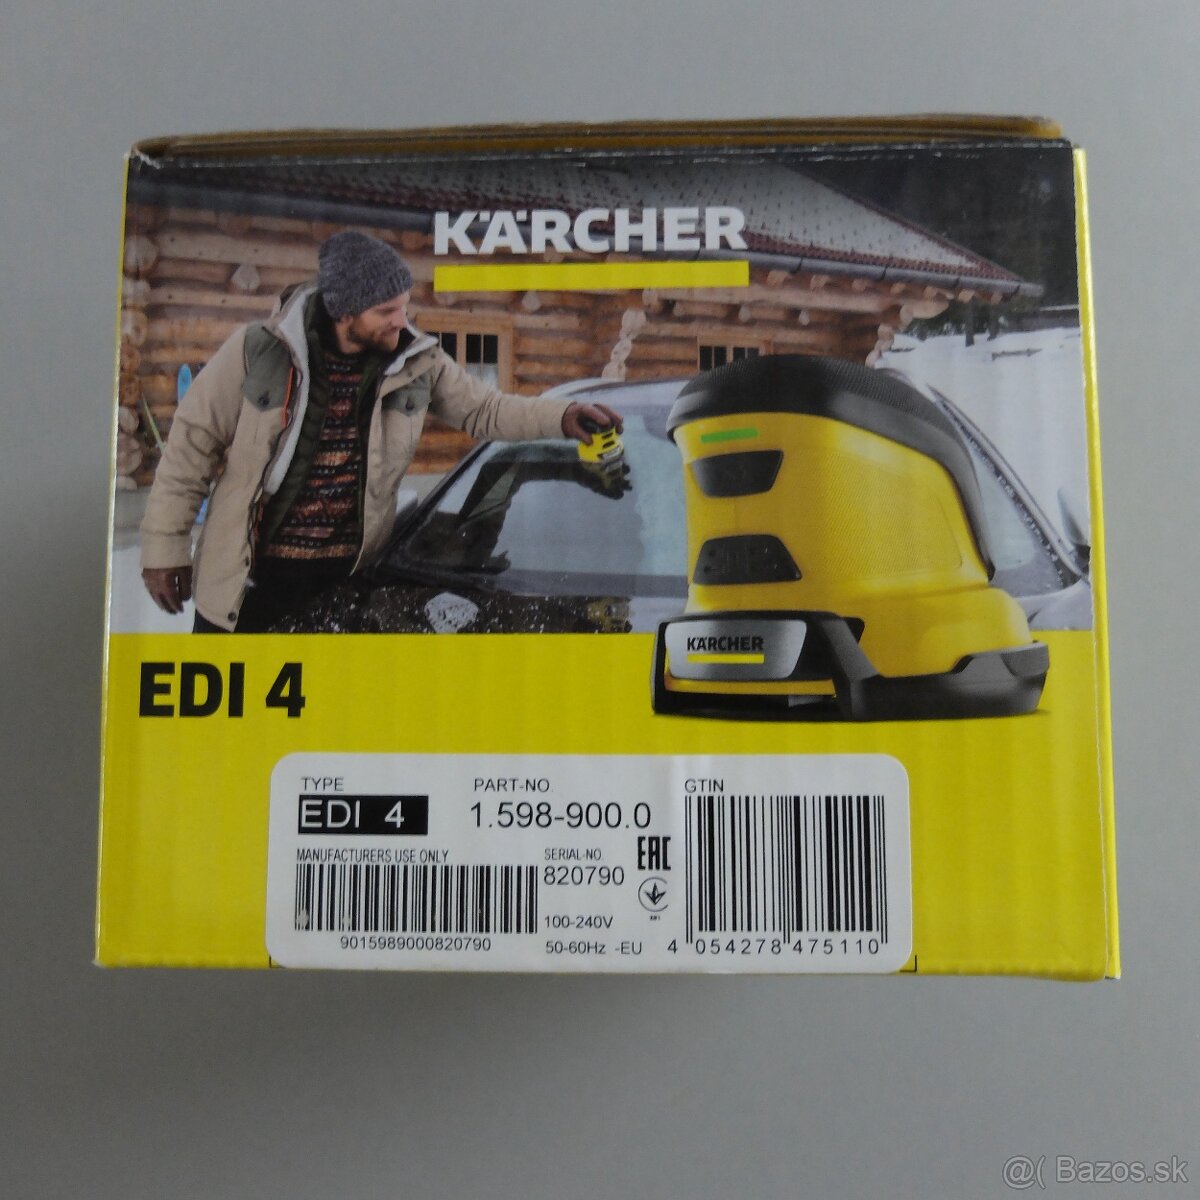 KÄRCHER
KÄRCHER
EDI 4
TYPE
EDI 4
PART-NO.
1.598-900.0
GTIN
MANUFACTURERS USE ONLY
SERIAL-NO.
820790
EAC
9015989000820790
100-240V
50-60Hz -EU
4 054278 475110
@( Bazos.sk